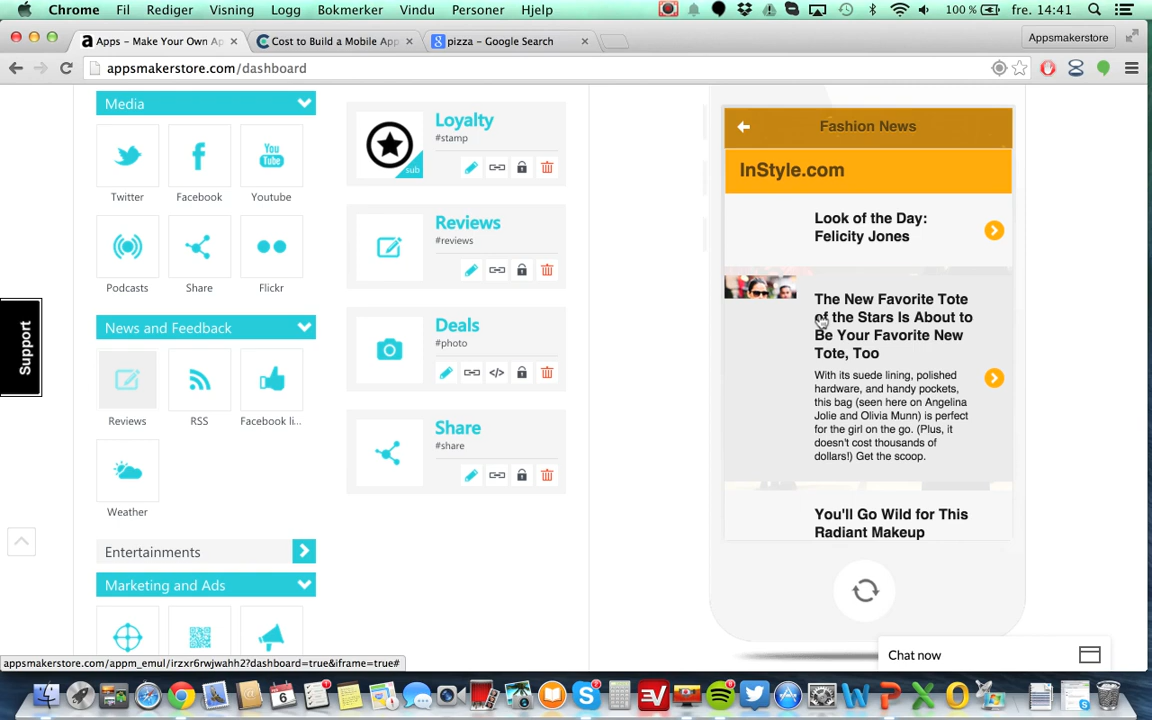 Chrome Fil Rediger Visning Logg Bokmerker Vindu Personer Hjelp 100 % fre. 14:41
Apps - Make Your Own Ap
Cost to Build a Mobile App
pizza - Google Search
Appsmakerstore
appsmakerstore.com/dashboard
Media
Twitter Facebook Youtube
Podcasts Share Flickr
News and Feedback
Reviews RSS Facebook li...
Weather
Entertainments
Marketing and Ads
Support
You
Tube
Loyalty
#stamp
sub
Reviews
#reviews
Deals
#photo
Share
#share
Fashion News
InStyle.com
Look of the Day:
Felicity Jones
The New Favorite Tote
of the Stars Is About to
Be Your Favorite New
Tote, Too
With its suede lining, polished
hardware, and handy pockets,
this bag (seen here on Angelina
Jolie and Olivia Munn) is perfect
for the girl on the go. (Plus, it
doesn't cost thousands of
dollars!) Get the scoop.
You'll Go Wild for This
Radiant Makeup
Chat now
appsmakerstore.com/appm_emul/irzxr6rwjwahh2?dashboard=true&iframe=true#